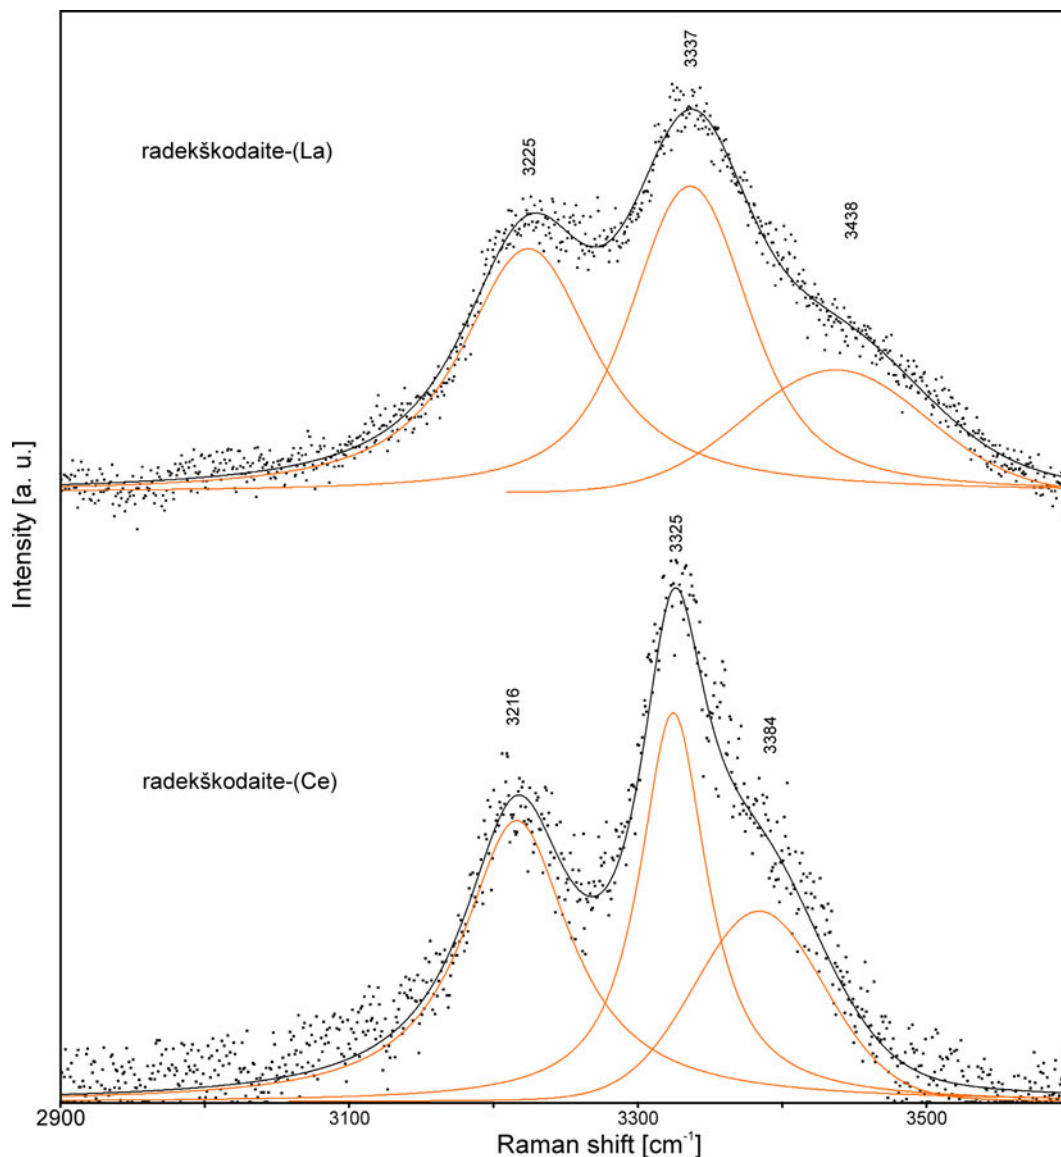 3337
radekškodaite-(La)
3225
3438
Intensity [a. u.]
3325
3216
3384
radekškodaite-(Ce)
2900 3100 3300 3500
Raman shift [cm⁻¹]